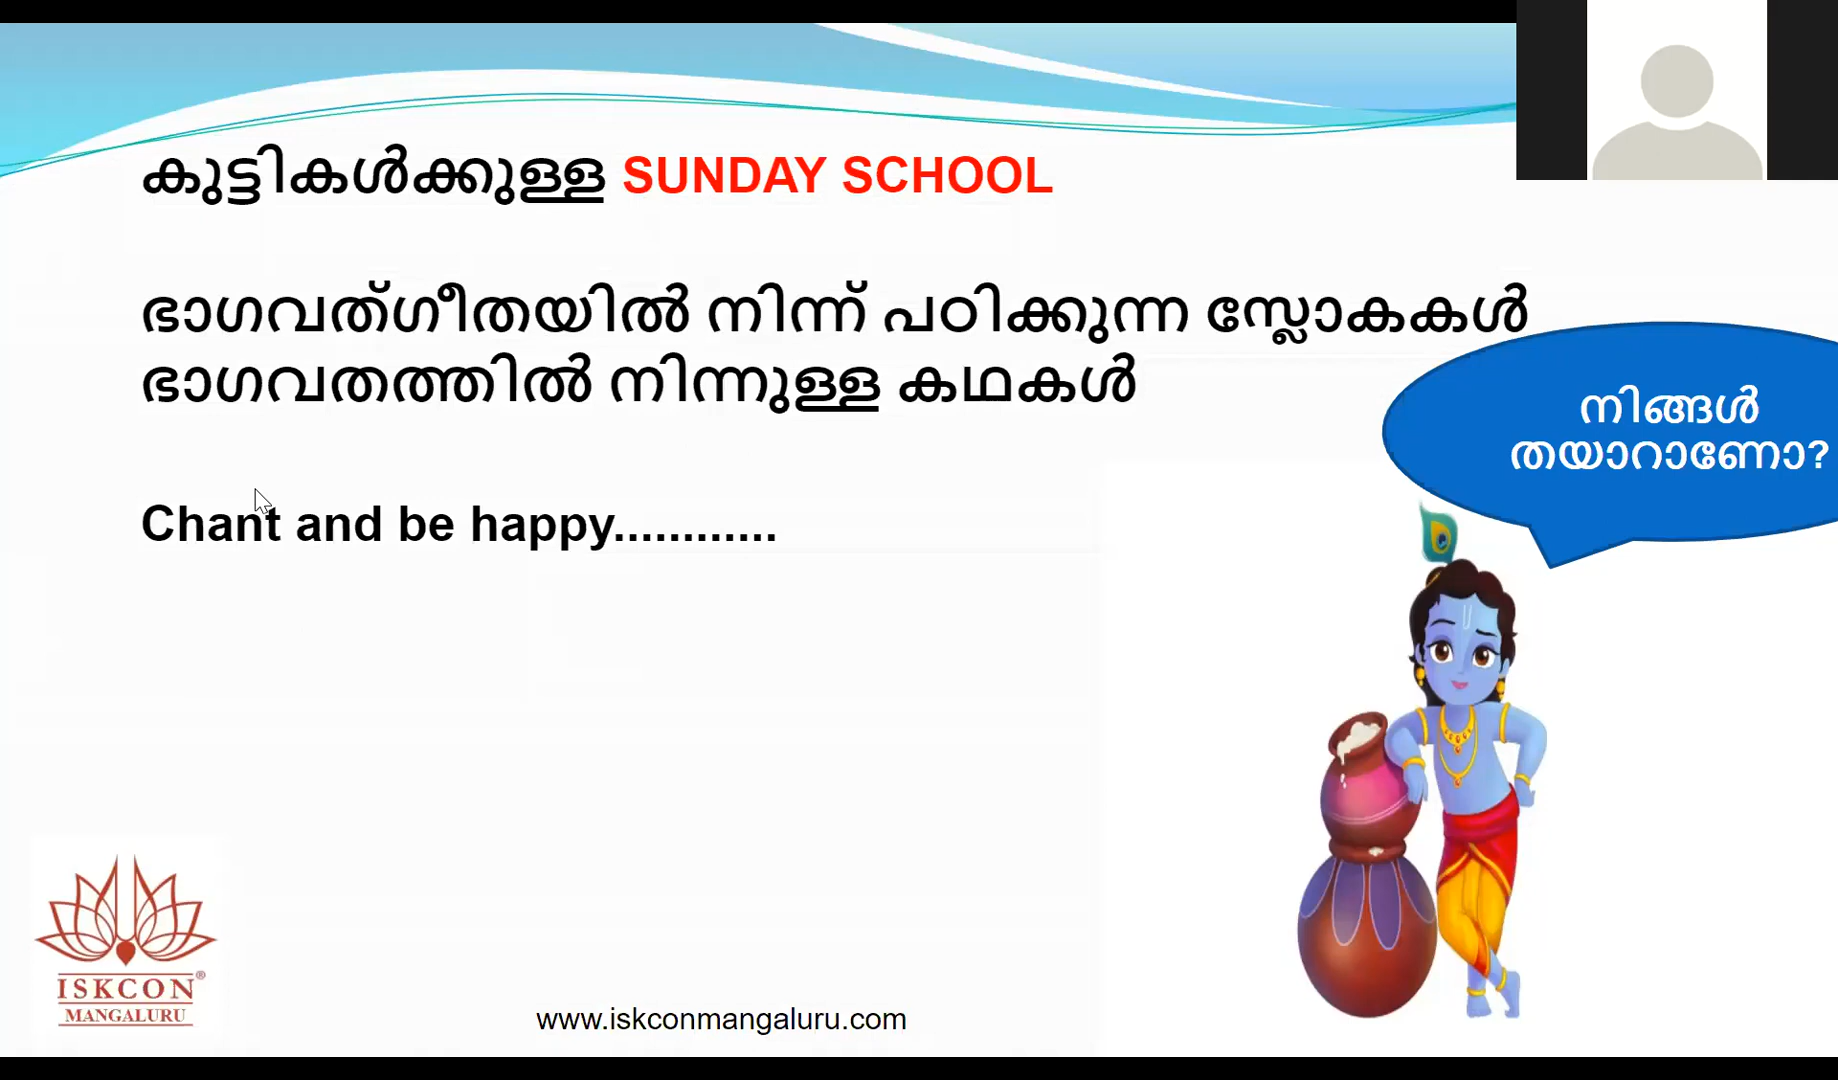 കുട്ടികൾക്കുള്ള SUNDAY SCHOOL
ഭാഗവത്ഗീതയിൽ നിന്ന് പഠിക്കുന്ന സ്ലോകകൾ
ഭാഗവതത്തിൽ നിന്നുള്ള കഥകൾ
നിങ്ങൾ
തയാറാണോ?
Chant and be happy............
ISKCON®
MANGALURU
www.iskconmangaluru.com